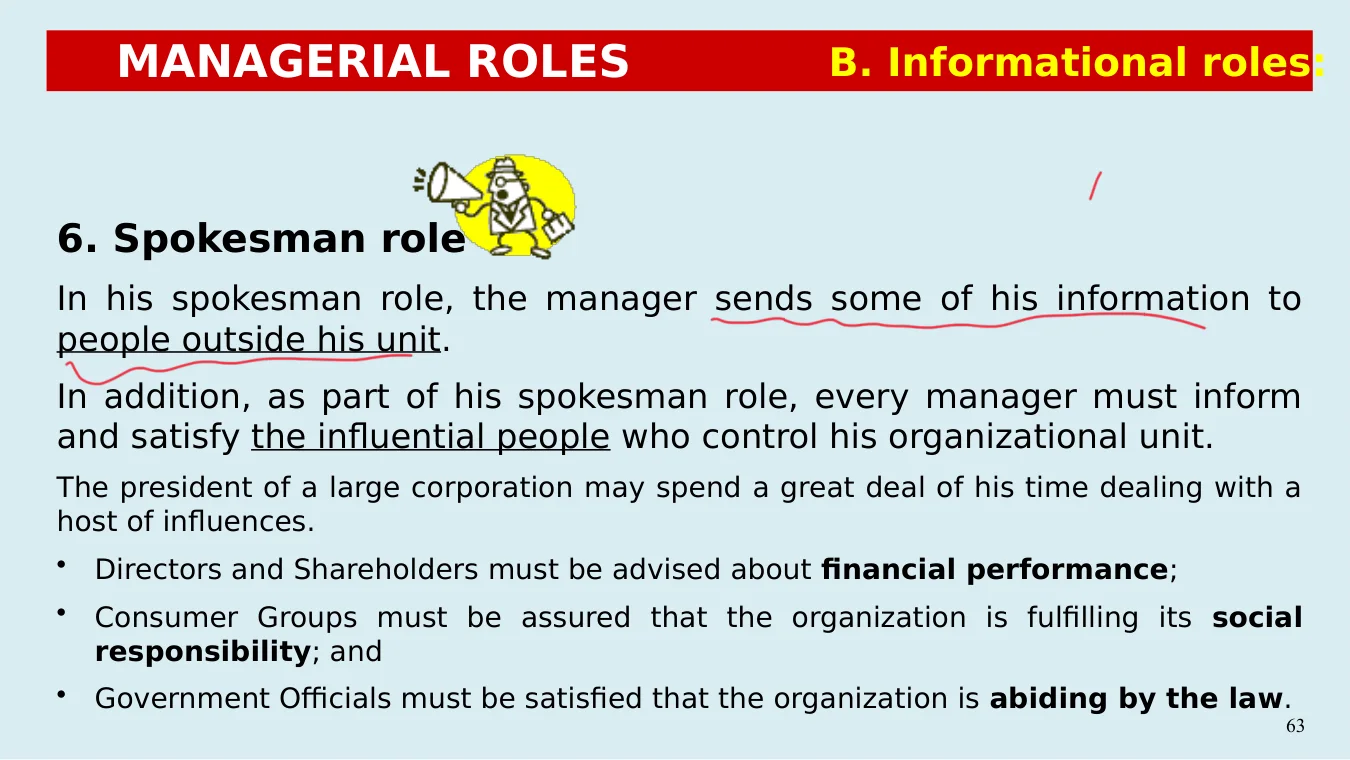 MANAGERIAL ROLES B. Informational roles:
6. Spokesman role
In his spokesman role, the manager sends some of his information to
people outside his unit.
In addition, as part of his spokesman role, every manager must inform
and satisfy the influential people who control his organizational unit.
The president of a large corporation may spend a great deal of his time dealing with a
host of influences.
• Directors and Shareholders must be advised about financial performance;
• Consumer Groups must be assured that the organization is fulfilling its social
responsibility; and
• Government Officials must be satisfied that the organization is abiding by the law.
63